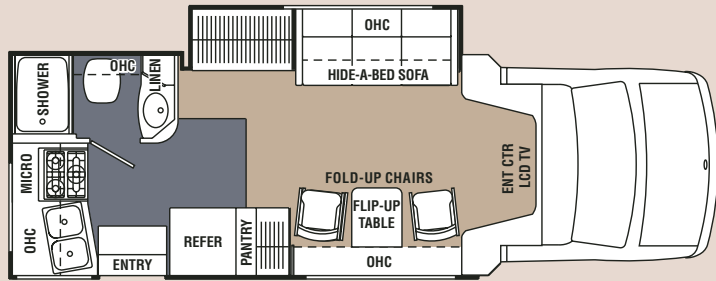 OHC
HIDE-A-BED SOFA
OHC
LINEN
SHOWER
MICRO
OHC
ENTRY
REFER
PANTRY
FOLD-UP CHAIRS
FLIP-UP
TABLE
OHC
ENT CTR
LCD TV